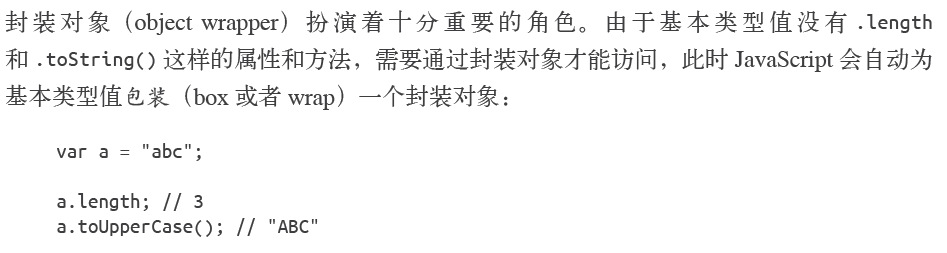 封装对象（object wrapper）扮演着十分重要的角色。由于基本类型值没有 .length
和 .toString() 这样的属性和方法，需要通过封装对象才能访问，此时 JavaScript 会自动为
基本类型值包装（box 或者 wrap）一个封装对象：
var a = "abc";
a.length; // 3
a.toUpperCase(); // "ABC"